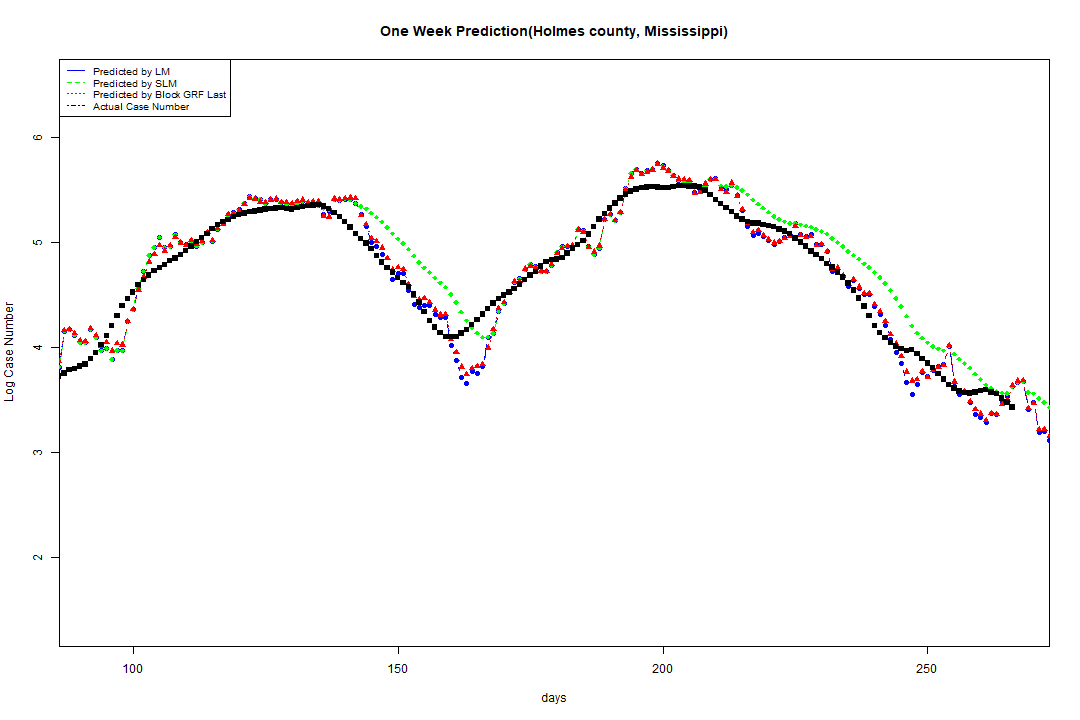 One Week Prediction(Holmes county, Mississippi)
Predicted by LM
Predicted by SLM
Predicted by Block GRF Last
Actual Case Number
6
5
4
3
2
Log Case Number
100 150 200 250
days